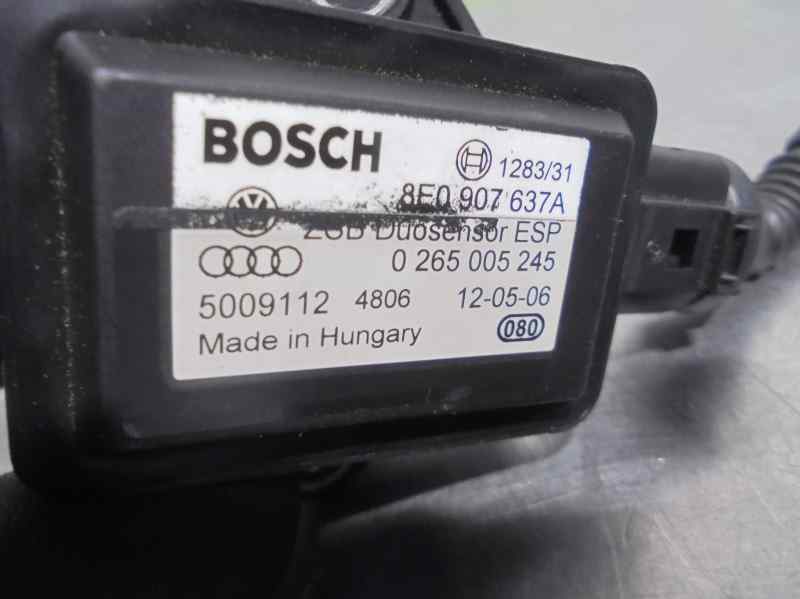 BOSCH
1283/31
8E0 907 637A
ZSB Duosensor ESP
0 265 005 245
5009112 4806 12-05-06
Made in Hungary 080